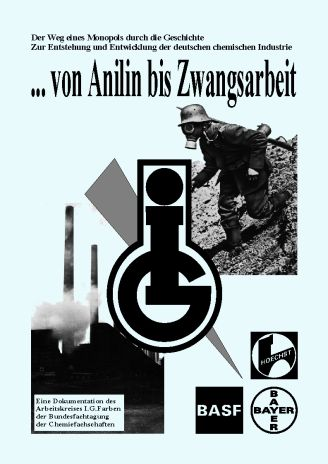 Der Weg eines Monopols durch die Geschichte
Zur Entstehung und Entwicklung der deutschen chemischen Industrie
... von Anilin bis Zwangsarbeit
iG
HOECHST
Eine Dokumentation des
Arbeitskreises I.G.Farben
der Bundesfachtagung
der Chemiefachschaften
BASF
BAYER
BAYER